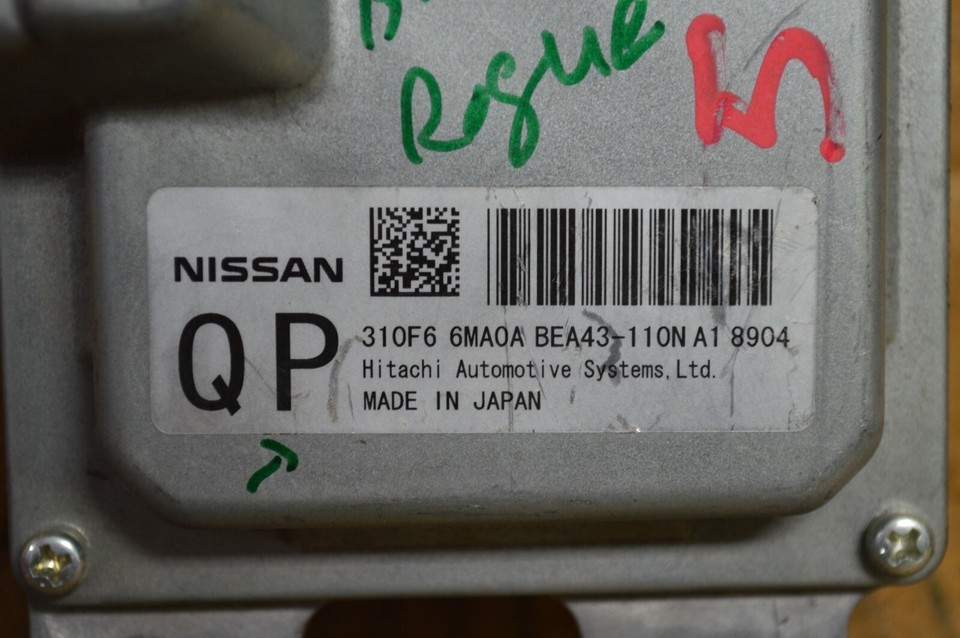 Rogue
NISSAN
QP
310F6 6MA0A BEA43-110N A1 8904
Hitachi Automotive Systems,Ltd.
MADE IN JAPAN